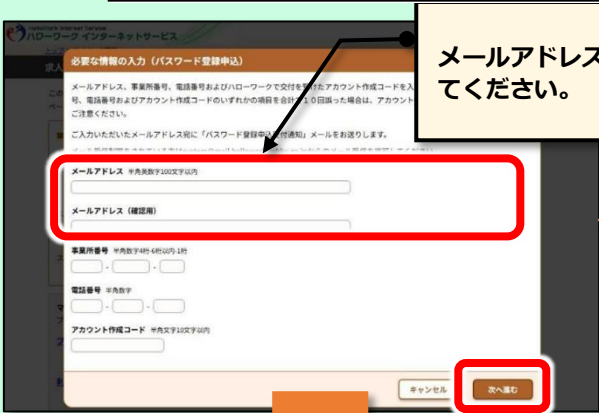 メールアドレス
てください。
HelloWork Internet Service
ハローワーク インターネットサービス
求人
必要な情報の入力（パスワード登録申込）
メールアドレス、事業所番号、電話番号およびハローワークで交付を受けたアカウント作成コードを入
号、電話番号およびアカウント作成コードのいずれかの項目を合計で10回誤った場合は、アカウント
ご注意ください。
ご入力いただいたメールアドレス宛に「パスワード登録申込受付通知」メールをお送りします。
メールアドレス 半角英数字100文字以内
メールアドレス（確認用）
事業所番号 半角数字4桁-6桁以内-1桁
- -
電話番号 半角数字
- -
アカウント作成コード 半角文字10文字以内
キャンセル
次へ進む